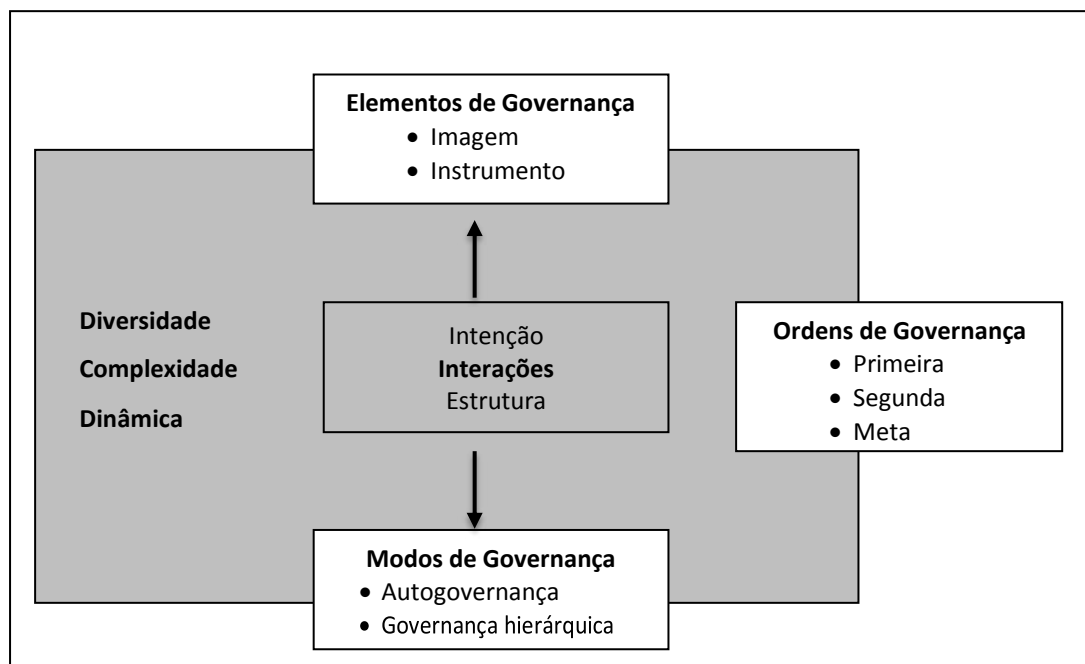 Elementos de Governança
• Imagem
• Instrumento
Diversidade
Complexidade
Dinâmica
Intenção
Interações
Estrutura
Ordens de Governança
• Primeira
• Segunda
• Meta
Modos de Governança
• Autogovernança
• Governança hierárquica